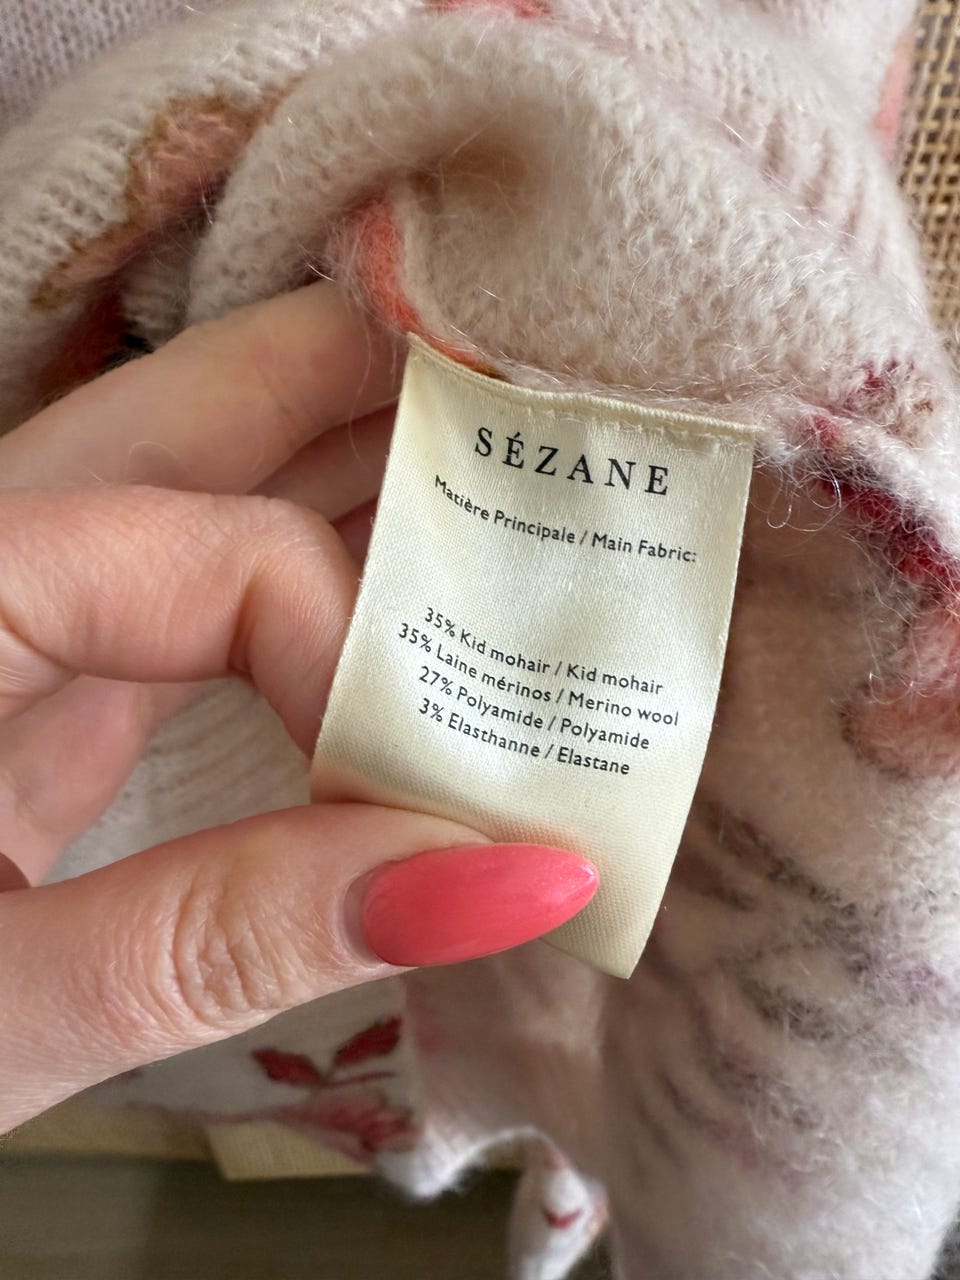 SÉZANE
Matière Principale / Main Fabric:
35% Kid mohair / Kid mohair
35% Laine mérinos / Merino wool
27% Polyamide / Polyamide
3% Elasthanne / Elastane